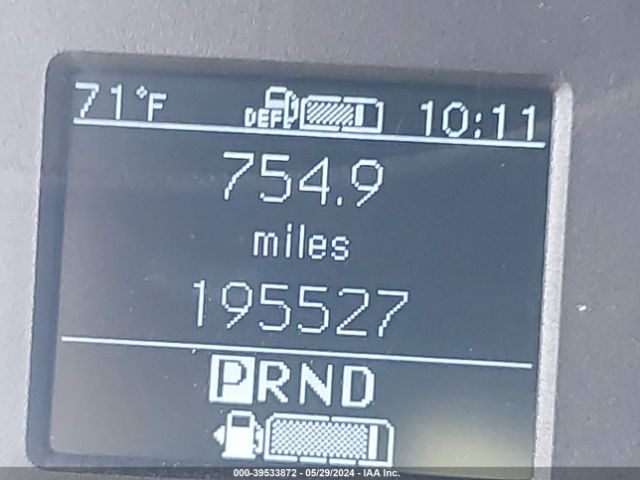 71°F DEF 10:11
754.9
miles
195527
PRND
000-39533872 - 05/29/2024 - IAA Inc.